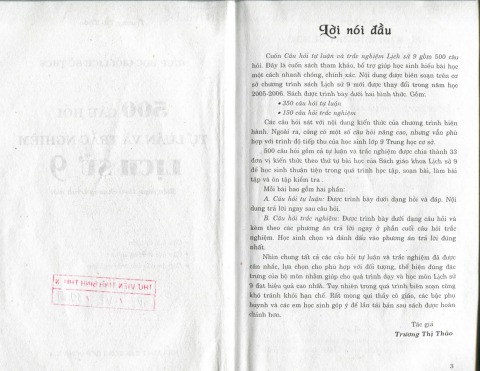 Lời nói đầu
Cuốn Câu hỏi tự luận và trắc nghiệm Lịch sử 9 gồm 500 câu
hỏi. Đây là cuốn sách tham khảo, bổ trợ giúp học sinh hiểu bài học
một cách nhanh chóng, chính xác. Nội dung được biên soạn trên cơ
sở chương trình sách Lịch sử 9 mới được thay đổi trong năm học
2005-2006. Sách được trình bày dưới hai hình thức. Gồm:
• 350 câu hỏi tự luận
• 150 câu hỏi trắc nghiệm
Các câu hỏi sát với nội dung kiến thức của chương trình hiện
hành. Ngoài ra, cũng có một số câu hỏi nâng cao, nhưng vẫn phù
hợp với trình độ tiếp thu của học sinh lớp 9 Trung học cơ sở.
500 câu hỏi gồm cả tự luận và trắc nghiệm được chia thành 33
đơn vị kiến thức theo thứ tự bài học của Sách giáo khoa Lịch sử 9
để học sinh thuận tiện trong quá trình học tập, soạn bài, làm bài
tập và ôn tập kiểm tra.
Mỗi bài bao gồm hai phần:
A. Câu hỏi tự luận: Được trình bày dưới dạng hỏi và đáp. Nội
dung trả lời ngay sau câu hỏi.
B. Câu hỏi trắc nghiệm: Được trình bày dưới dạng câu hỏi và
kèm theo các phương án trả lời ngay ở phần cuối câu hỏi trắc
nghiệm. Học sinh chọn và đánh dấu vào phương án trả lời đúng
nhất.
Nhìn chung tất cả các câu hỏi tự luận và trắc nghiệm đã được
cân nhắc, lựa chọn cho phù hợp với đối tượng, thể hiện đúng đặc
trưng của bộ môn nhằm giúp cho quá trình dạy và học môn Lịch sử
9 đạt hiệu quả cao nhất. Tuy nhiên trong quá trình biên soạn cũng
khó tránh khỏi hạn chế. Rất mong quí thầy cô giáo, các bậc phụ
huynh và các em học sinh góp ý để lần tái bản sau sách được hoàn
chỉnh hơn.
Tác giả
Trương Thị Thảo
3
500 CÂU HỎI
TỰ LUẬN VÀ TRẮC NGHIỆM
LỊCH SỬ 9